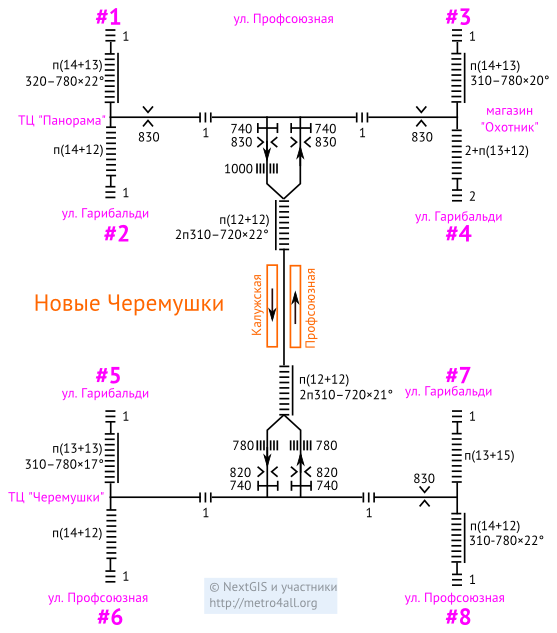 #1
ул. Профсоюзная
#3
1
1
п(14+13)
320–780×22°
п(14+13)
310–780×20°
ТЦ "Панорама"
830
1
740
830
740
830
1
830
магазин
"Охотник"
п(14+12)
1000
2+п(13+12)
1
2
ул. Гарибальди
#2
п(12+12)
2п310–720×22°
ул. Гарибальди
#4
Новые Черемушки
Калужская
Профсоюзная
#5
ул. Гарибальди
п(12+12)
2п310–720×21°
#7
ул. Гарибальди
1
1
п(13+13)
310–780×17°
780
780
п(13+15)
820
740
820
740
830
ТЦ "Черемушки"
1
1
п(14+12)
п(14+12)
310-780×22°
1
1
ул. Профсоюзная
#6
© NextGIS и участники
http://metro4all.org
ул. Профсоюзная
#8